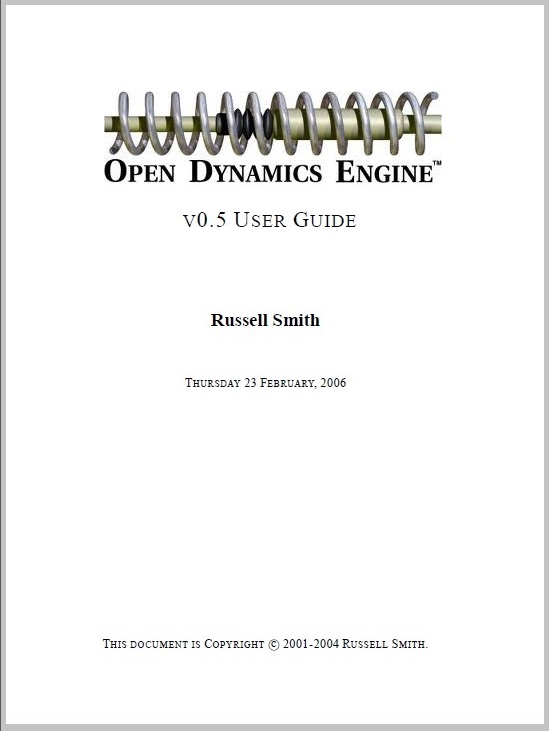 OPEN DYNAMICS ENGINE™
V0.5 USER GUIDE
Russell Smith
THURSDAY 23 FEBRUARY, 2006
THIS DOCUMENT IS COPYRIGHT © 2001-2004 RUSSELL SMITH.